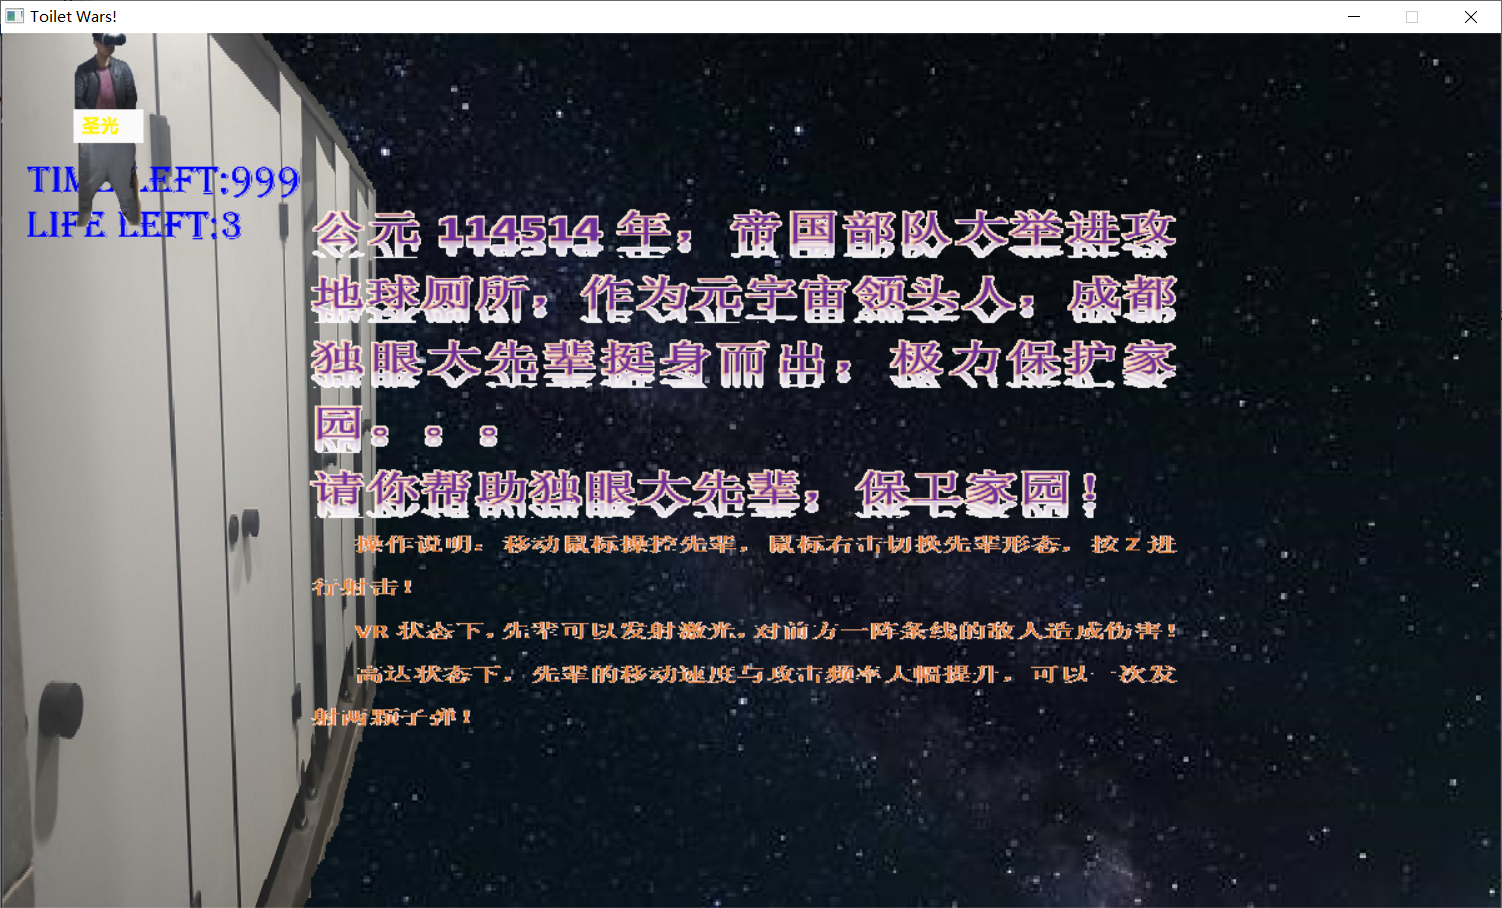 Toilet Wars!
圣光
TIME LEFT:999
LIFE LEFT:3
公元 114514 年，帝国部队大举进攻
地球厕所，作为元宇宙领头人，成都
独眼大先辈挺身而出，极力保护家
园。。。
请你帮助独眼大先辈，保卫家园！
操作说明：移动鼠标操控先辈，鼠标右击切换先辈形态，按 Z 进
行射击！
VR 状态下，先辈可以发射激光，对前方一阵条线的敌人造成伤害！
高达状态下，先辈的移动速度与攻击频率大幅提升，可以一次发
射两颗子弹！